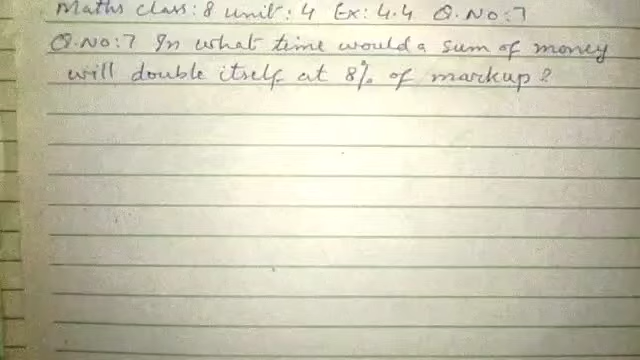 Maths class: 8 unit: 4 Ex: 4.4 Q.No:7
Q.No:7 In what time would a sum of money
will double itself at 8% of markup?